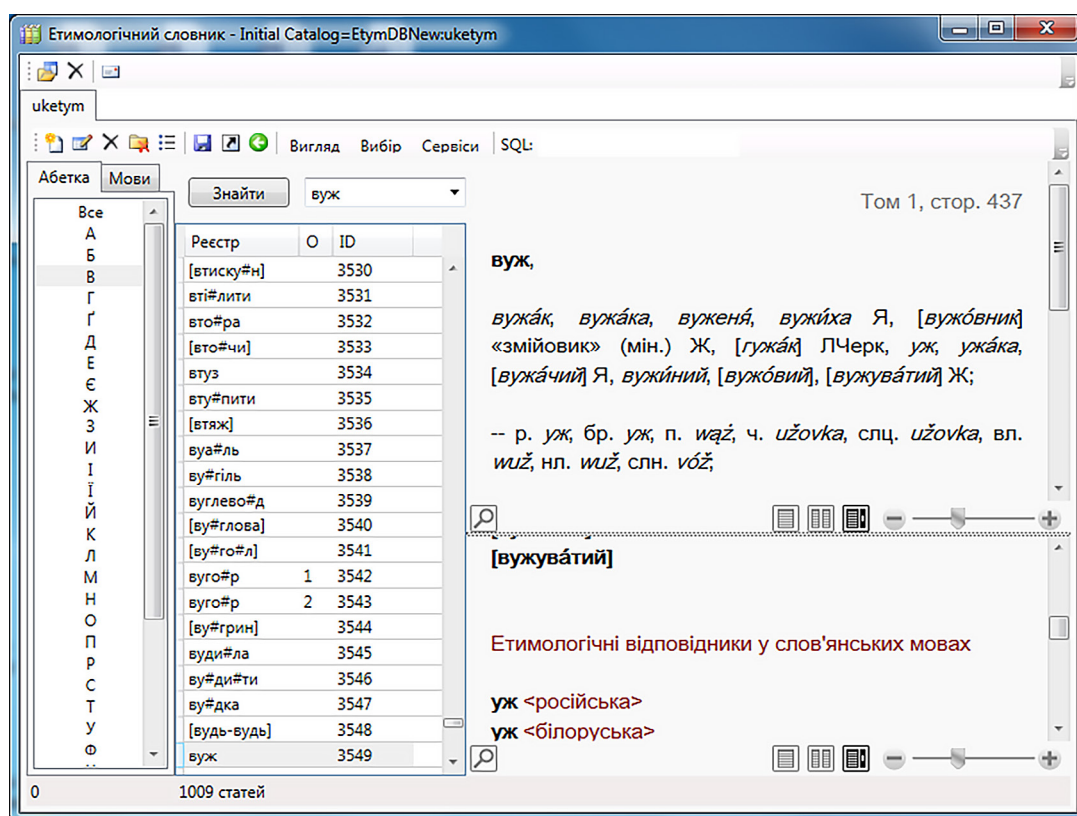 Етимологічний словник - Initial Catalog=EtymDBNew:uketym
uketym
Вигляд Вибір Сервіси SQL:
Абетка Мови
Все
А
Б
В
Г
Ґ
Д
Е
Є
Ж
З
И
І
Ї
Й
К
Л
М
Н
О
П
Р
С
Т
У
Ф
Знайти вуж
Реєстр О ID
[втиску#н] 3530
вті#лити 3531
вто#ра 3532
[вто#чи] 3533
втуз 3534
вту#пити 3535
[втяж] 3536
вуа#ль 3537
ву#гіль 3538
вуглево#д 3539
[ву#глова] 3540
[ву#го#л] 3541
вуго#р 1 3542
вуго#р 2 3543
[ву#грин] 3544
вуди#ла 3545
ву#ди#ти 3546
ву#дка 3547
[вудь-вудь] 3548
вуж 3549
Том 1, стор. 437
вуж,
вужа́к, вужа́ка, вуженя́, вужи́ха Я, [вужо́вник]
«змійовик» (мін.) Ж, [гужа́к] ЛЧерк, уж, ужа́ка,
[вужа́чий] Я, вужи́ний, [вужо́вий], [вужува́тий] Ж;
-- р. уж, бр. уж, п. wąż, ч. užovka, слц. užovka, вл.
wuž, нл. wuž, слн. vóž;
[вужува́тий]
Етимологічні відповідники у слов'янських мовах
уж <російська>
уж <білоруська>
0 1009 статей